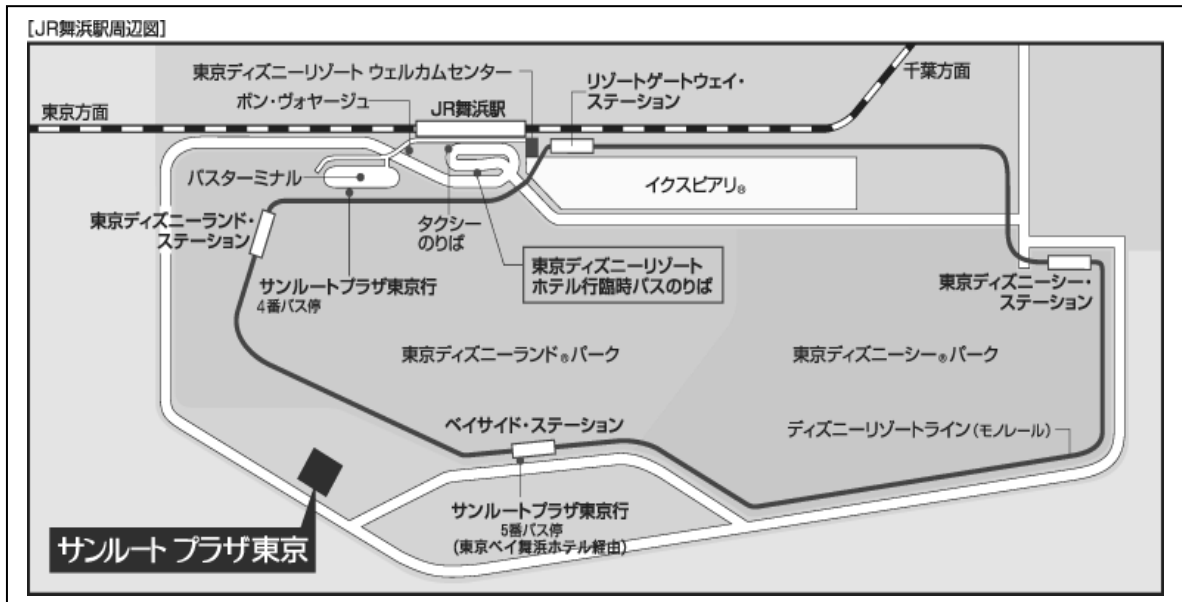 [JR舞浜駅周辺図]
東京ディズニーリゾート ウェルカムセンター
リゾートゲートウェイ・
ステーション
千葉方面
東京方面
ボン・ヴォヤージュ
JR舞浜駅
バスターミナル
イクスピアリ®
東京ディズニーランド・
ステーション
タクシー
のりば
サンルートプラザ東京行
4番バス停
東京ディズニーリゾート
ホテル行臨時バスのりば
東京ディズニーシー・
ステーション
東京ディズニーランド®パーク
東京ディズニーシー®パーク
ベイサイド・ステーション
ディズニーリゾートライン(モノレール)
サンルートプラザ東京行
5番バス停
(東京ベイ舞浜ホテル経由)
サンルート プラザ東京